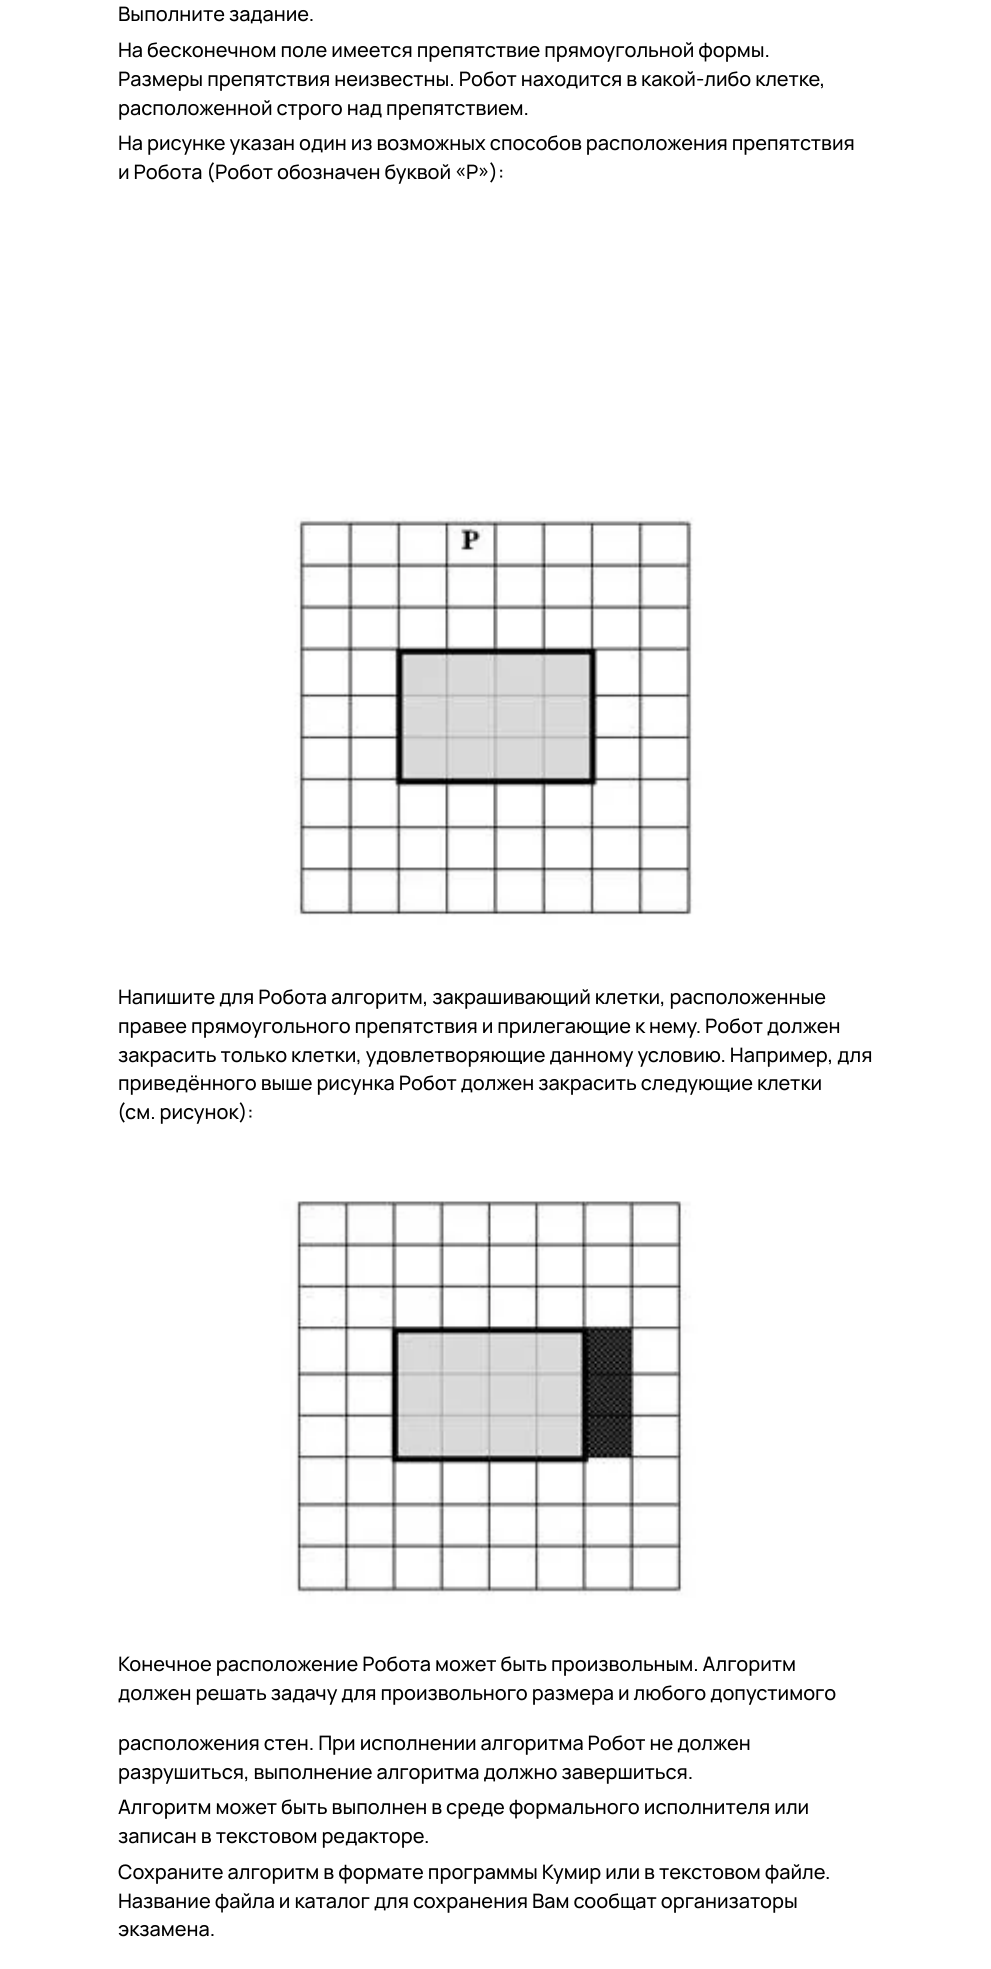 Выполните задание.
На бесконечном поле имеется препятствие прямоугольной формы.
Размеры препятствия неизвестны. Робот находится в какой-либо клетке,
расположенной строго над препятствием.
На рисунке указан один из возможных способов расположения препятствия
и Робота (Робот обозначен буквой «Р»):
Р
Напишите для Робота алгоритм, закрашивающий клетки, расположенные
правее прямоугольного препятствия и прилегающие к нему. Робот должен
закрасить только клетки, удовлетворяющие данному условию. Например, для
приведённого выше рисунка Робот должен закрасить следующие клетки
(см. рисунок):
Конечное расположение Робота может быть произвольным. Алгоритм
должен решать задачу для произвольного размера и любого допустимого
расположения стен. При исполнении алгоритма Робот не должен
разрушиться, выполнение алгоритма должно завершиться.
Алгоритм может быть выполнен в среде формального исполнителя или
записан в текстовом редакторе.
Сохраните алгоритм в формате программы Кумир или в текстовом файле.
Название файла и каталог для сохранения Вам сообщат организаторы
экзамена.